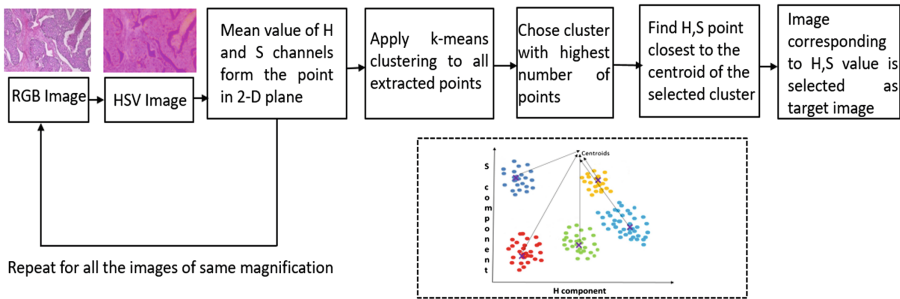 RGB Image
HSV Image
Mean value of H
and S channels
form the point
in 2-D plane
Apply k-means
clustering to all
extracted points
Chose cluster
with highest
number of
points
Find H,S point
closest to the
centroid of the
selected cluster
Image
corresponding
to H,S value is
selected as
target image
Centroids
S component
H component
Repeat for all the images of same magnification